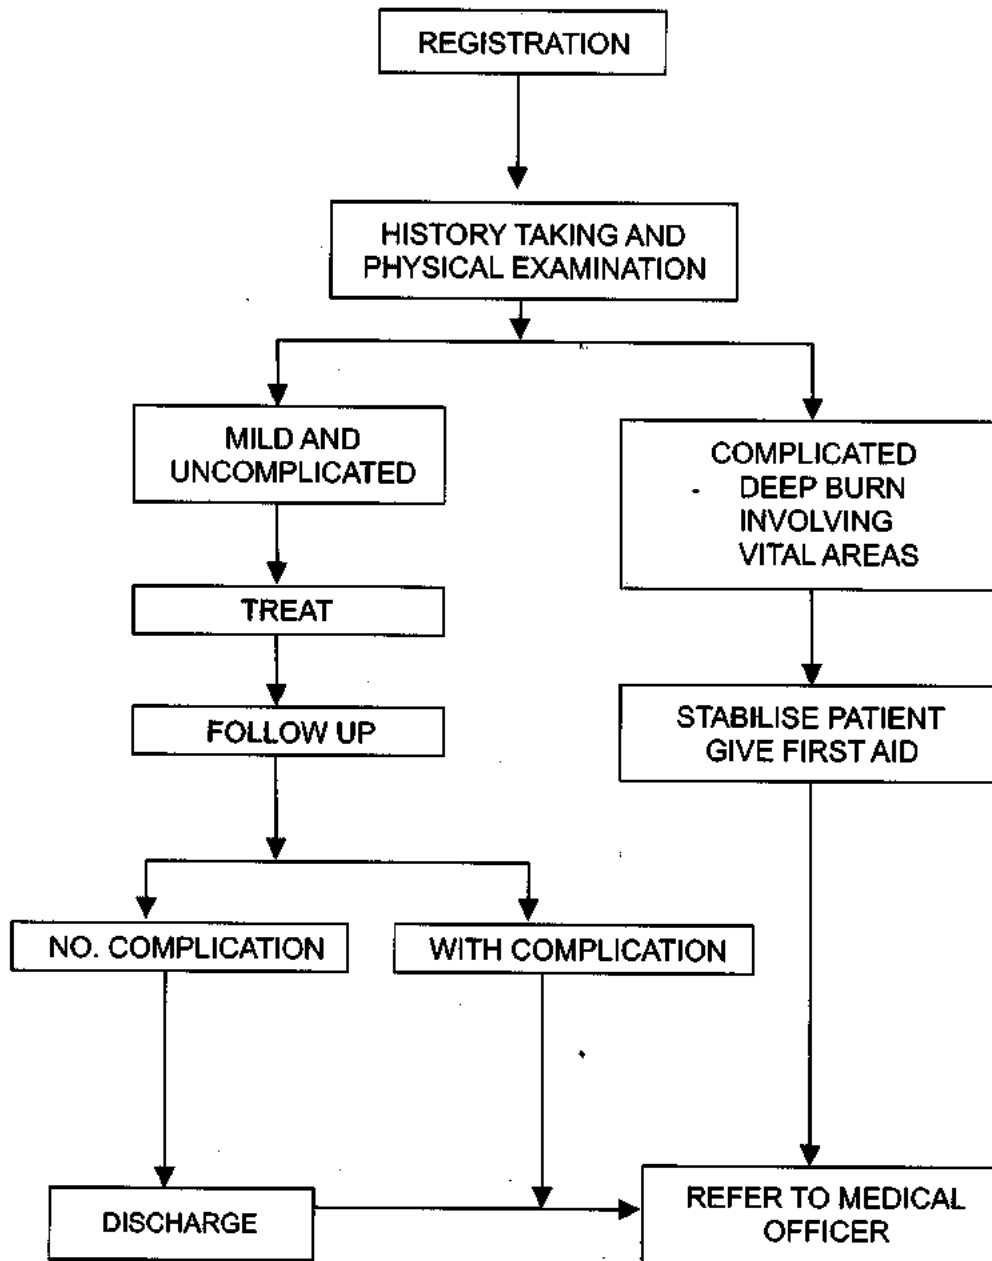 REGISTRATION
HISTORY TAKING AND
PHYSICAL EXAMINATION
MILD AND
UNCOMPLICATED
COMPLICATED
DEEP BURN
INVOLVING
VITAL AREAS
TREAT
FOLLOW UP
STABILISE PATIENT
GIVE FIRST AID
NO. COMPLICATION
WITH COMPLICATION
DISCHARGE
REFER TO MEDICAL
OFFICER